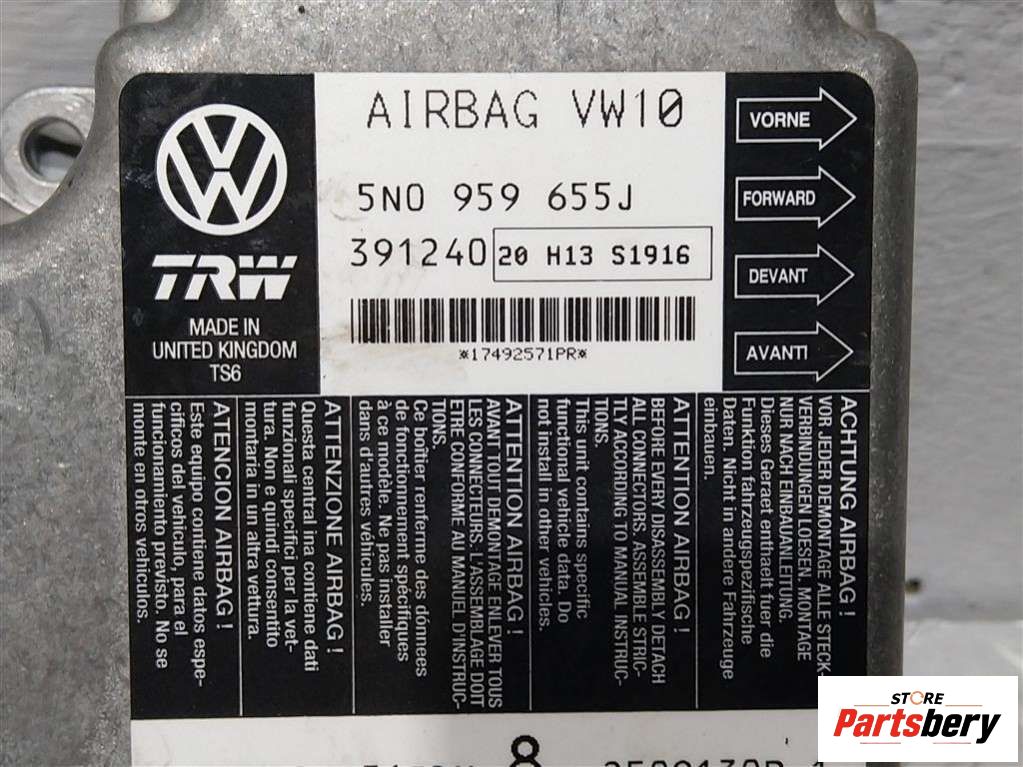 AIRBAG VW10
5N0 959 655J
391240 20 H13 S1916
*17492571PR*
VW
TRW
MADE IN
UNITED KINGDOM
TS6
VORNE
FORWARD
DEVANT
AVANTI
ACHTUNG AIRBAG !
VOR JEDER DEMONTAGE ALLE STECK-
VERBINDUNGEN LOESEN. MONTAGE
NUR NACH EINBAUANLEITUNG.
Dieses Geraet enthaelt fuer die
Funktion fahrzeugspezifische
Daten. Nicht in andere Fahrzeuge
einbauen.
ATTENTION AIRBAG !
BEFORE EVERY DISASSEMBLY DETACH
ALL CONNECTORS. ASSEMBLE STRIC-
TLY ACCORDING TO MANUAL INSTRUC-
TIONS.
This unit contains specific
functional vehicle data. Do
not install in other vehicles.
ATTENTION AIRBAG !
AVANT TOUT DEMONTAGE ENLEVER TOUS
LES CONNECTEURS. L'ASSEMBLAGE DOIT
ETRE CONFORME AU MANUEL D'INSTRUC-
TIONS.
Ce boîtier renferme des données
de fonctionnement spécifiques
à ce modèle. Ne pas installer
dans d'autres véhicules.
ATTENZIONE AIRBAG !
Questa central ina contiene dati
funzionali specifici per la vet-
tura. Non e quindi consentito
montarla in un altra vettura.
ATENCION AIRBAG !
Este equipo contiene datos espe-
cíficos del vehículo, para el
funcionamiento previsto. No se
monte en otros vehículos.
8
STORE
Partsbery